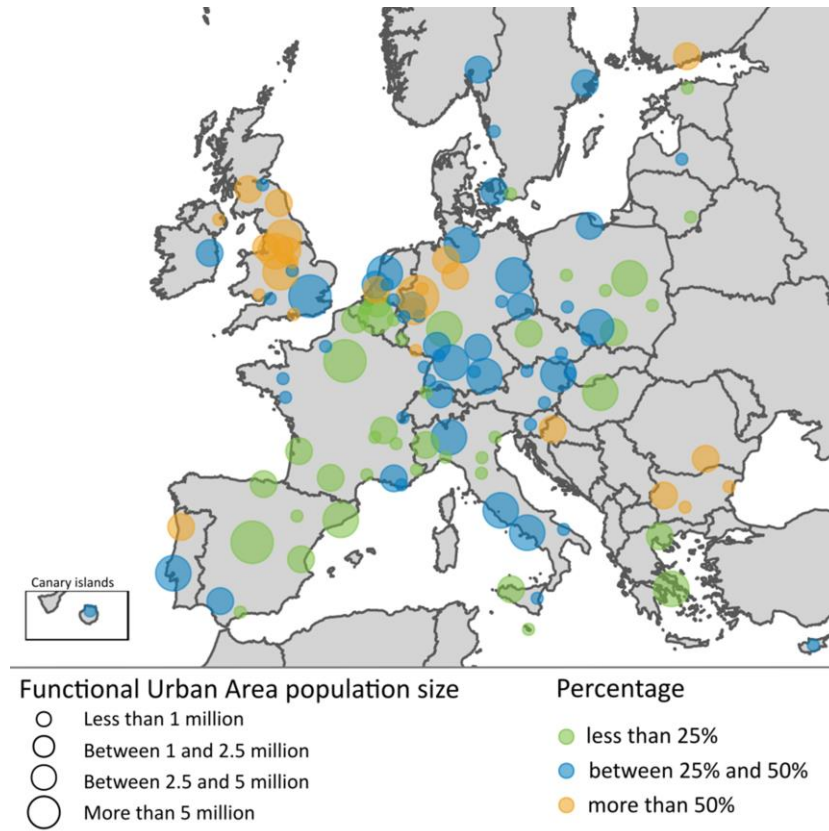 Canary islands
Functional Urban Area population size
Less than 1 million
Between 1 and 2.5 million
Between 2.5 and 5 million
More than 5 million
Percentage
less than 25%
between 25% and 50%
more than 50%